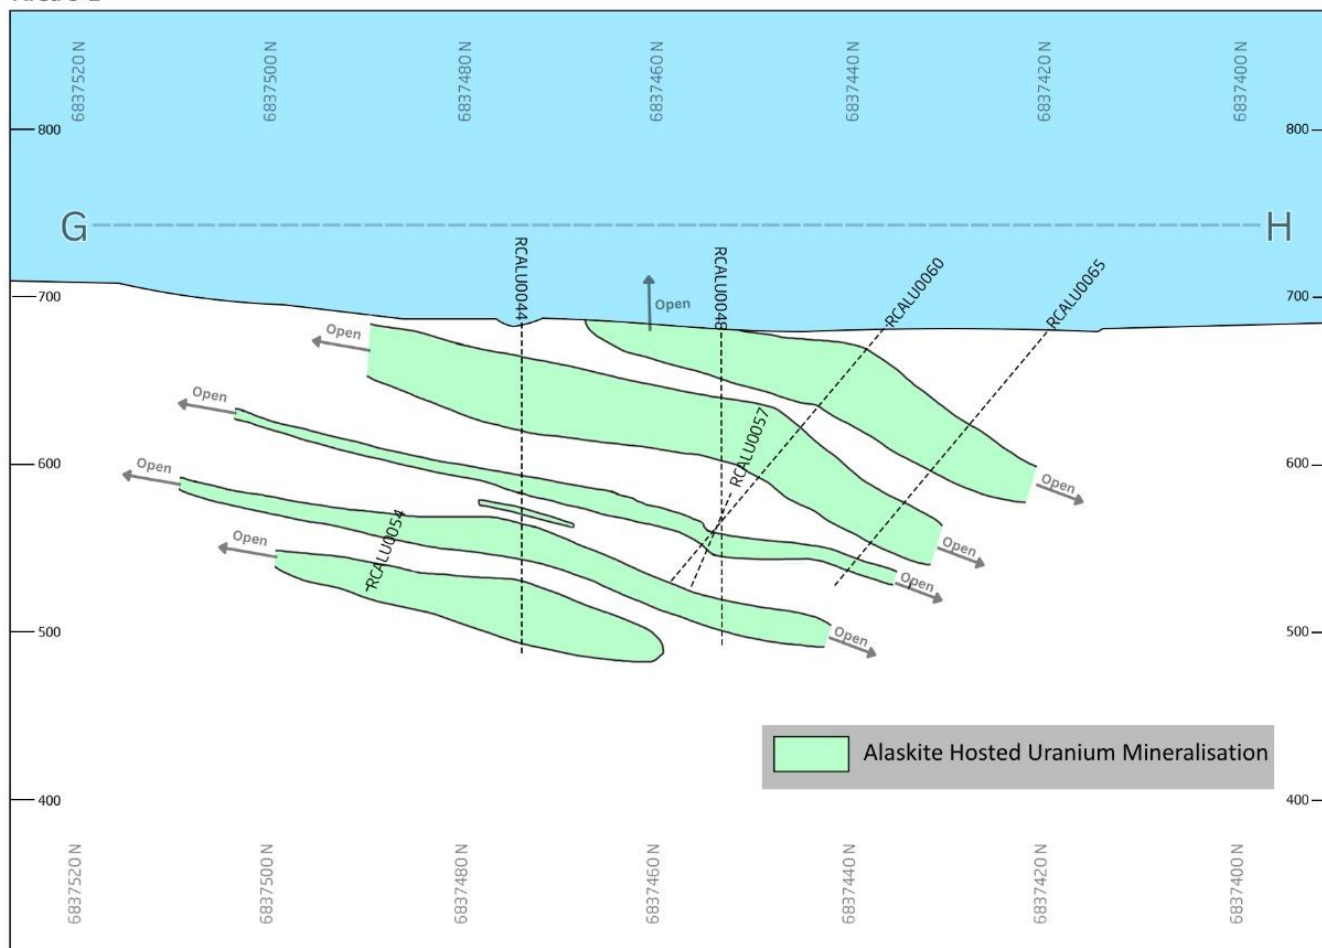 6837520 N
6837500 N
6837480 N
6837460 N
6837440 N
6837420 N
6837400 N
800
800
G
H
RCALU0044
RCALU0048
RCALU0060
RCALU0065
700
700
Open
Open
Open
RCALU0057
600
600
Open
Open
RCALU0054
Open
Open
Open
500
500
Open
Alaskite Hosted Uranium Mineralisation
400
400
6837520 N
6837500 N
6837480 N
6837460 N
6837440 N
6837420 N
6837400 N